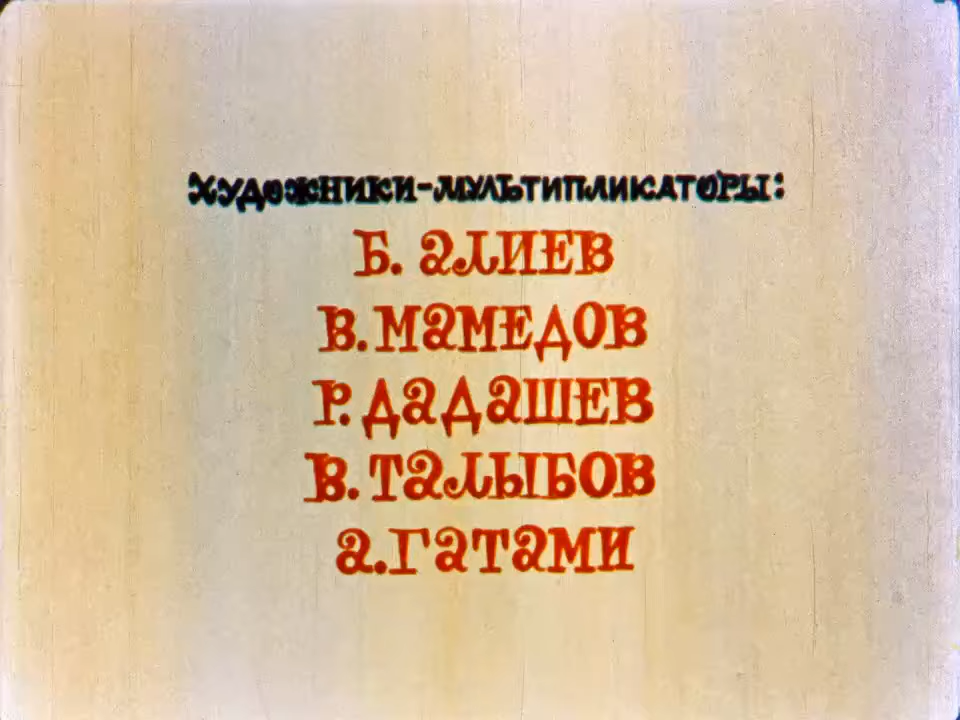 ХУДОЖНИКИ-МУЛЬТИПЛИКАТОРЫ:
Б. АЛИЕВ
В. МАМЕДОВ
Р. ДАДАШЕВ
В. ТАЛЫБОВ
А. ГАТАМИ